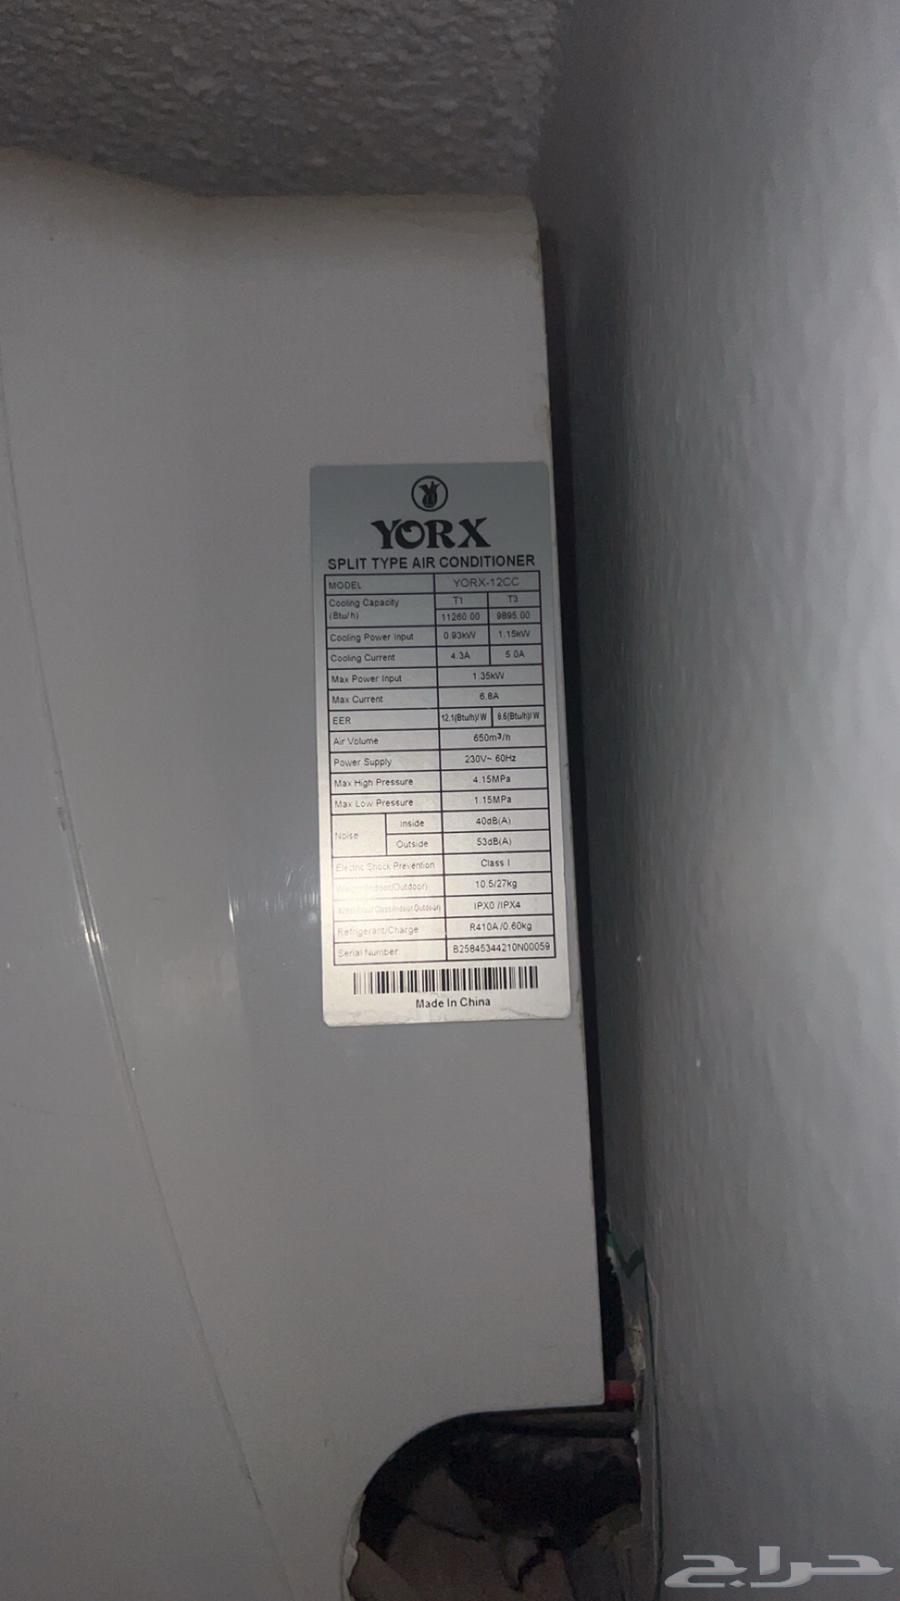 YORX
SPLIT TYPE AIR CONDITIONER
MODEL YORX-12CC
Cooling Capacity (Btu/h) T1 T3
11260.00 9895.00
Cooling Power Input 0.93kW 1.15kW
Cooling Current 4.3A 5.0A
Max Power Input 1.35kW
Max Current 6.8A
EER 12.1(Btu/h)/W 8.6(Btu/h)/W
Air Volume 650m³/h
Power Supply 230V~ 60Hz
Max High Pressure 4.15MPa
Max Low Pressure 1.15MPa
Noise inside 40dB(A)
Outside 53dB(A)
Electric Shock Prevention Class I
Weight(Indoor/Outdoor) 10.5/27kg
IPX0 /IPX4
Refrigerant/Charge R410A/0.60kg
Serial Number B25845344210N00059
Made In China
حراج